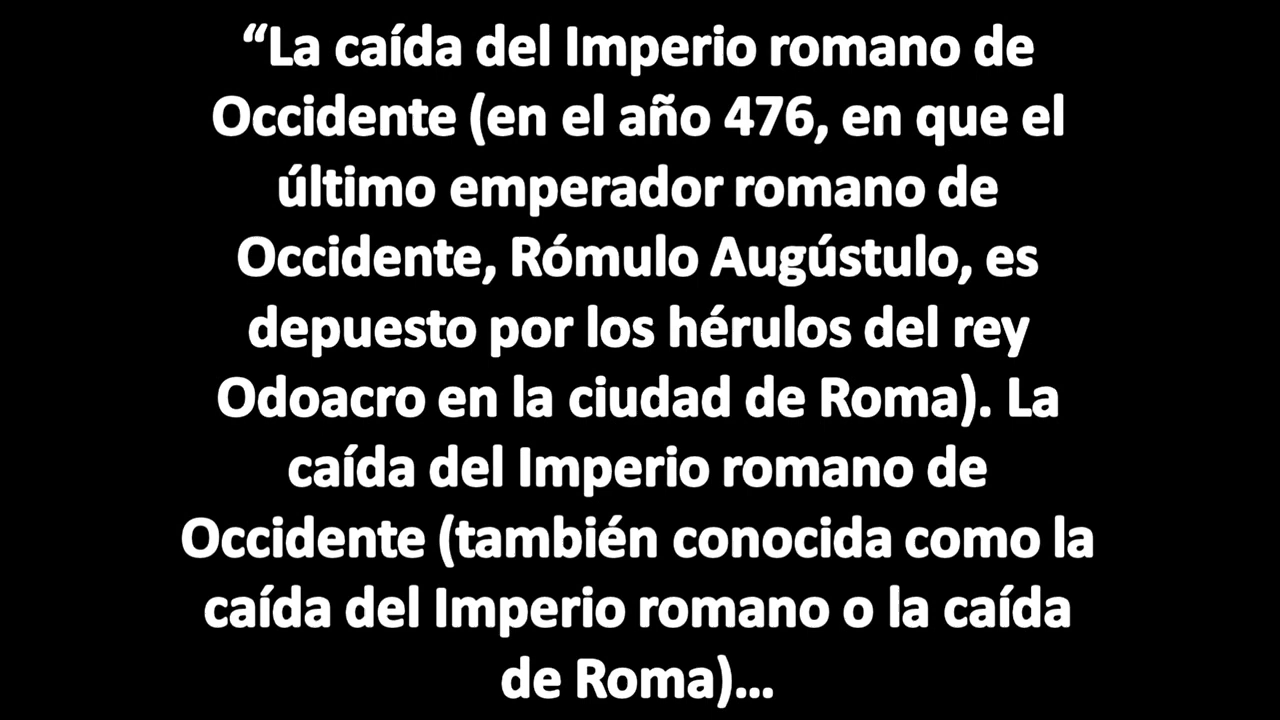 “La caída del Imperio romano de
Occidente (en el año 476, en que el
último emperador romano de
Occidente, Rómulo Augústulo, es
depuesto por los hérulos del rey
Odoacro en la ciudad de Roma). La
caída del Imperio romano de
Occidente (también conocida como la
caída del Imperio romano o la caída
de Roma)...